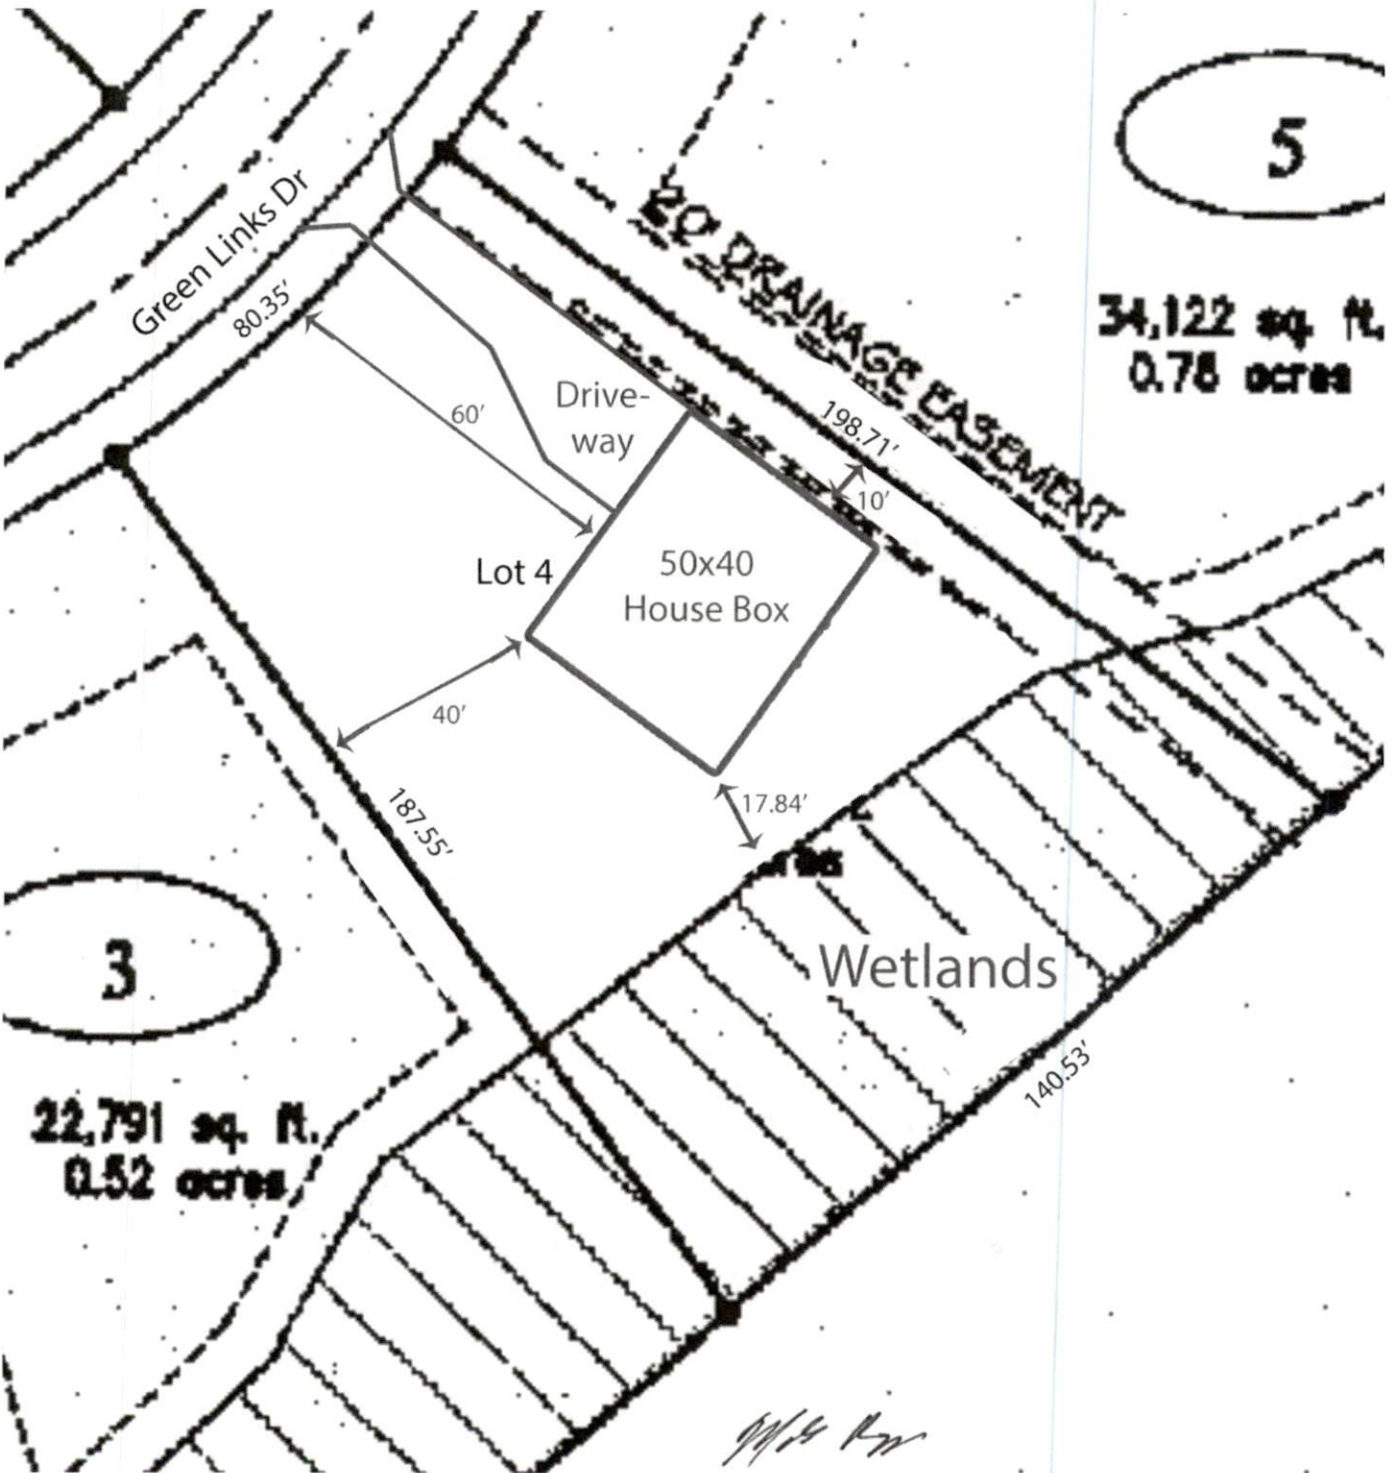 5
34,122 sq. ft.
0.78 acres
Green Links Dr
80.35'
20' DRAINAGE EASEMENT
198.71'
10'
60'
Drive-
way
Lot 4
50x40
House Box
40'
17.84'
187.55'
3
22,791 sq. ft.
0.52 acres
Wetlands
140.53'